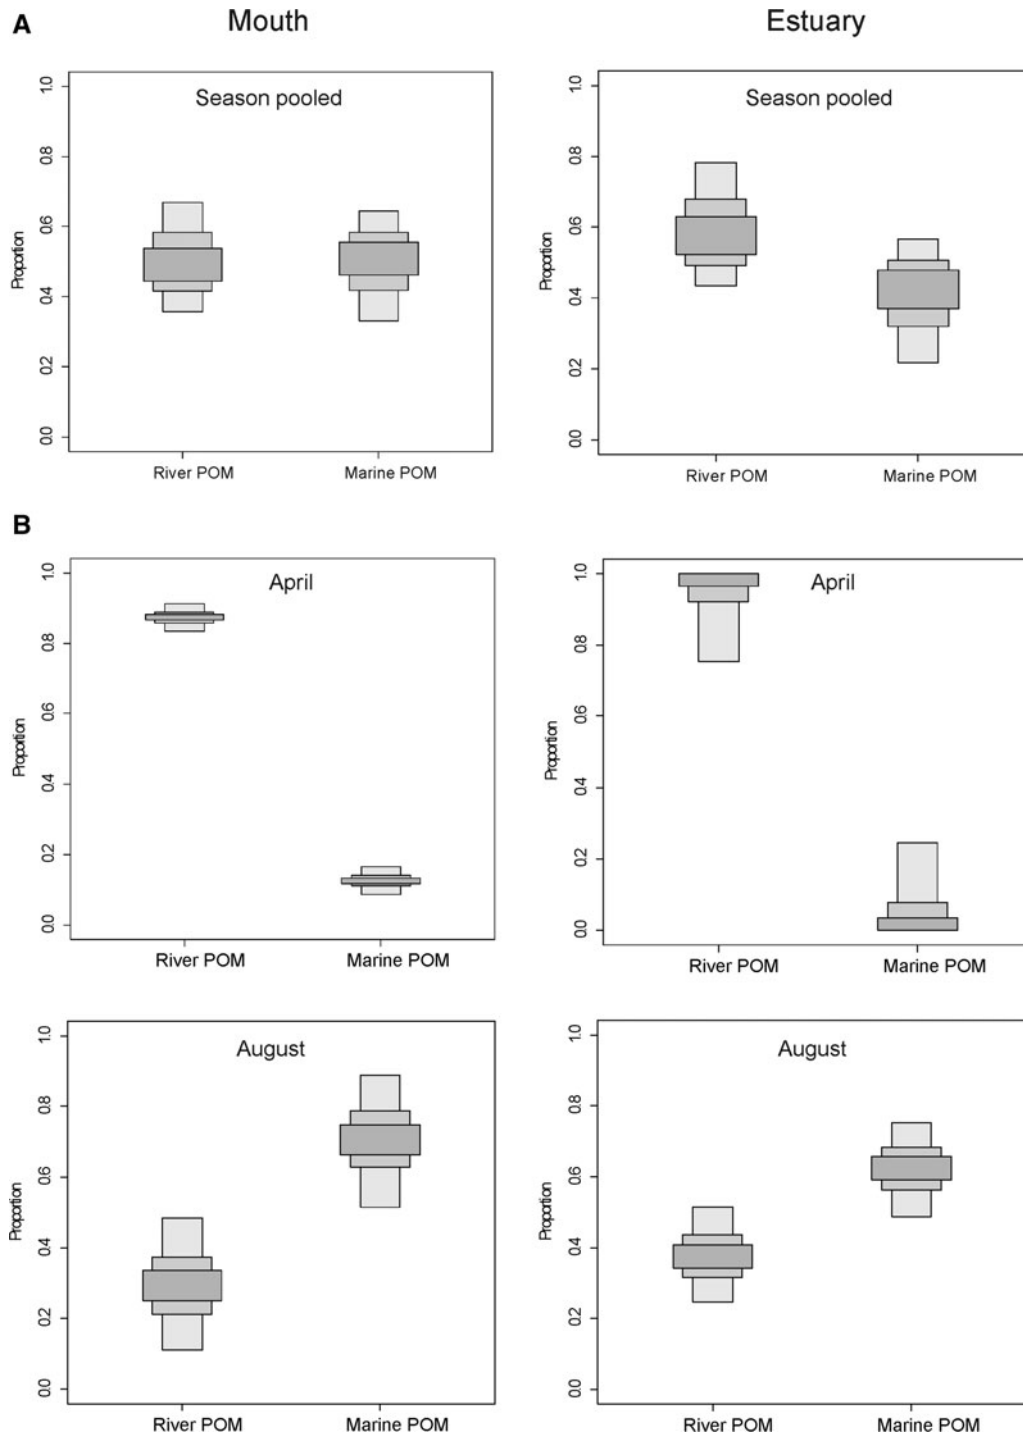 A
Mouth
Estuary
Season pooled
Proportion
1.0
0.8
0.6
0.4
0.2
0.0
River POM
Marine POM
Season pooled
Proportion
1.0
0.8
0.6
0.4
0.2
0.0
River POM
Marine POM
B
April
Proportion
1.0
0.8
0.6
0.4
0.2
0.0
River POM
Marine POM
April
Proportion
1.0
0.8
0.6
0.4
0.2
0.0
River POM
Marine POM
August
Proportion
1.0
0.8
0.6
0.4
0.2
0.0
River POM
Marine POM
August
Proportion
1.0
0.8
0.6
0.4
0.2
0.0
River POM
Marine POM